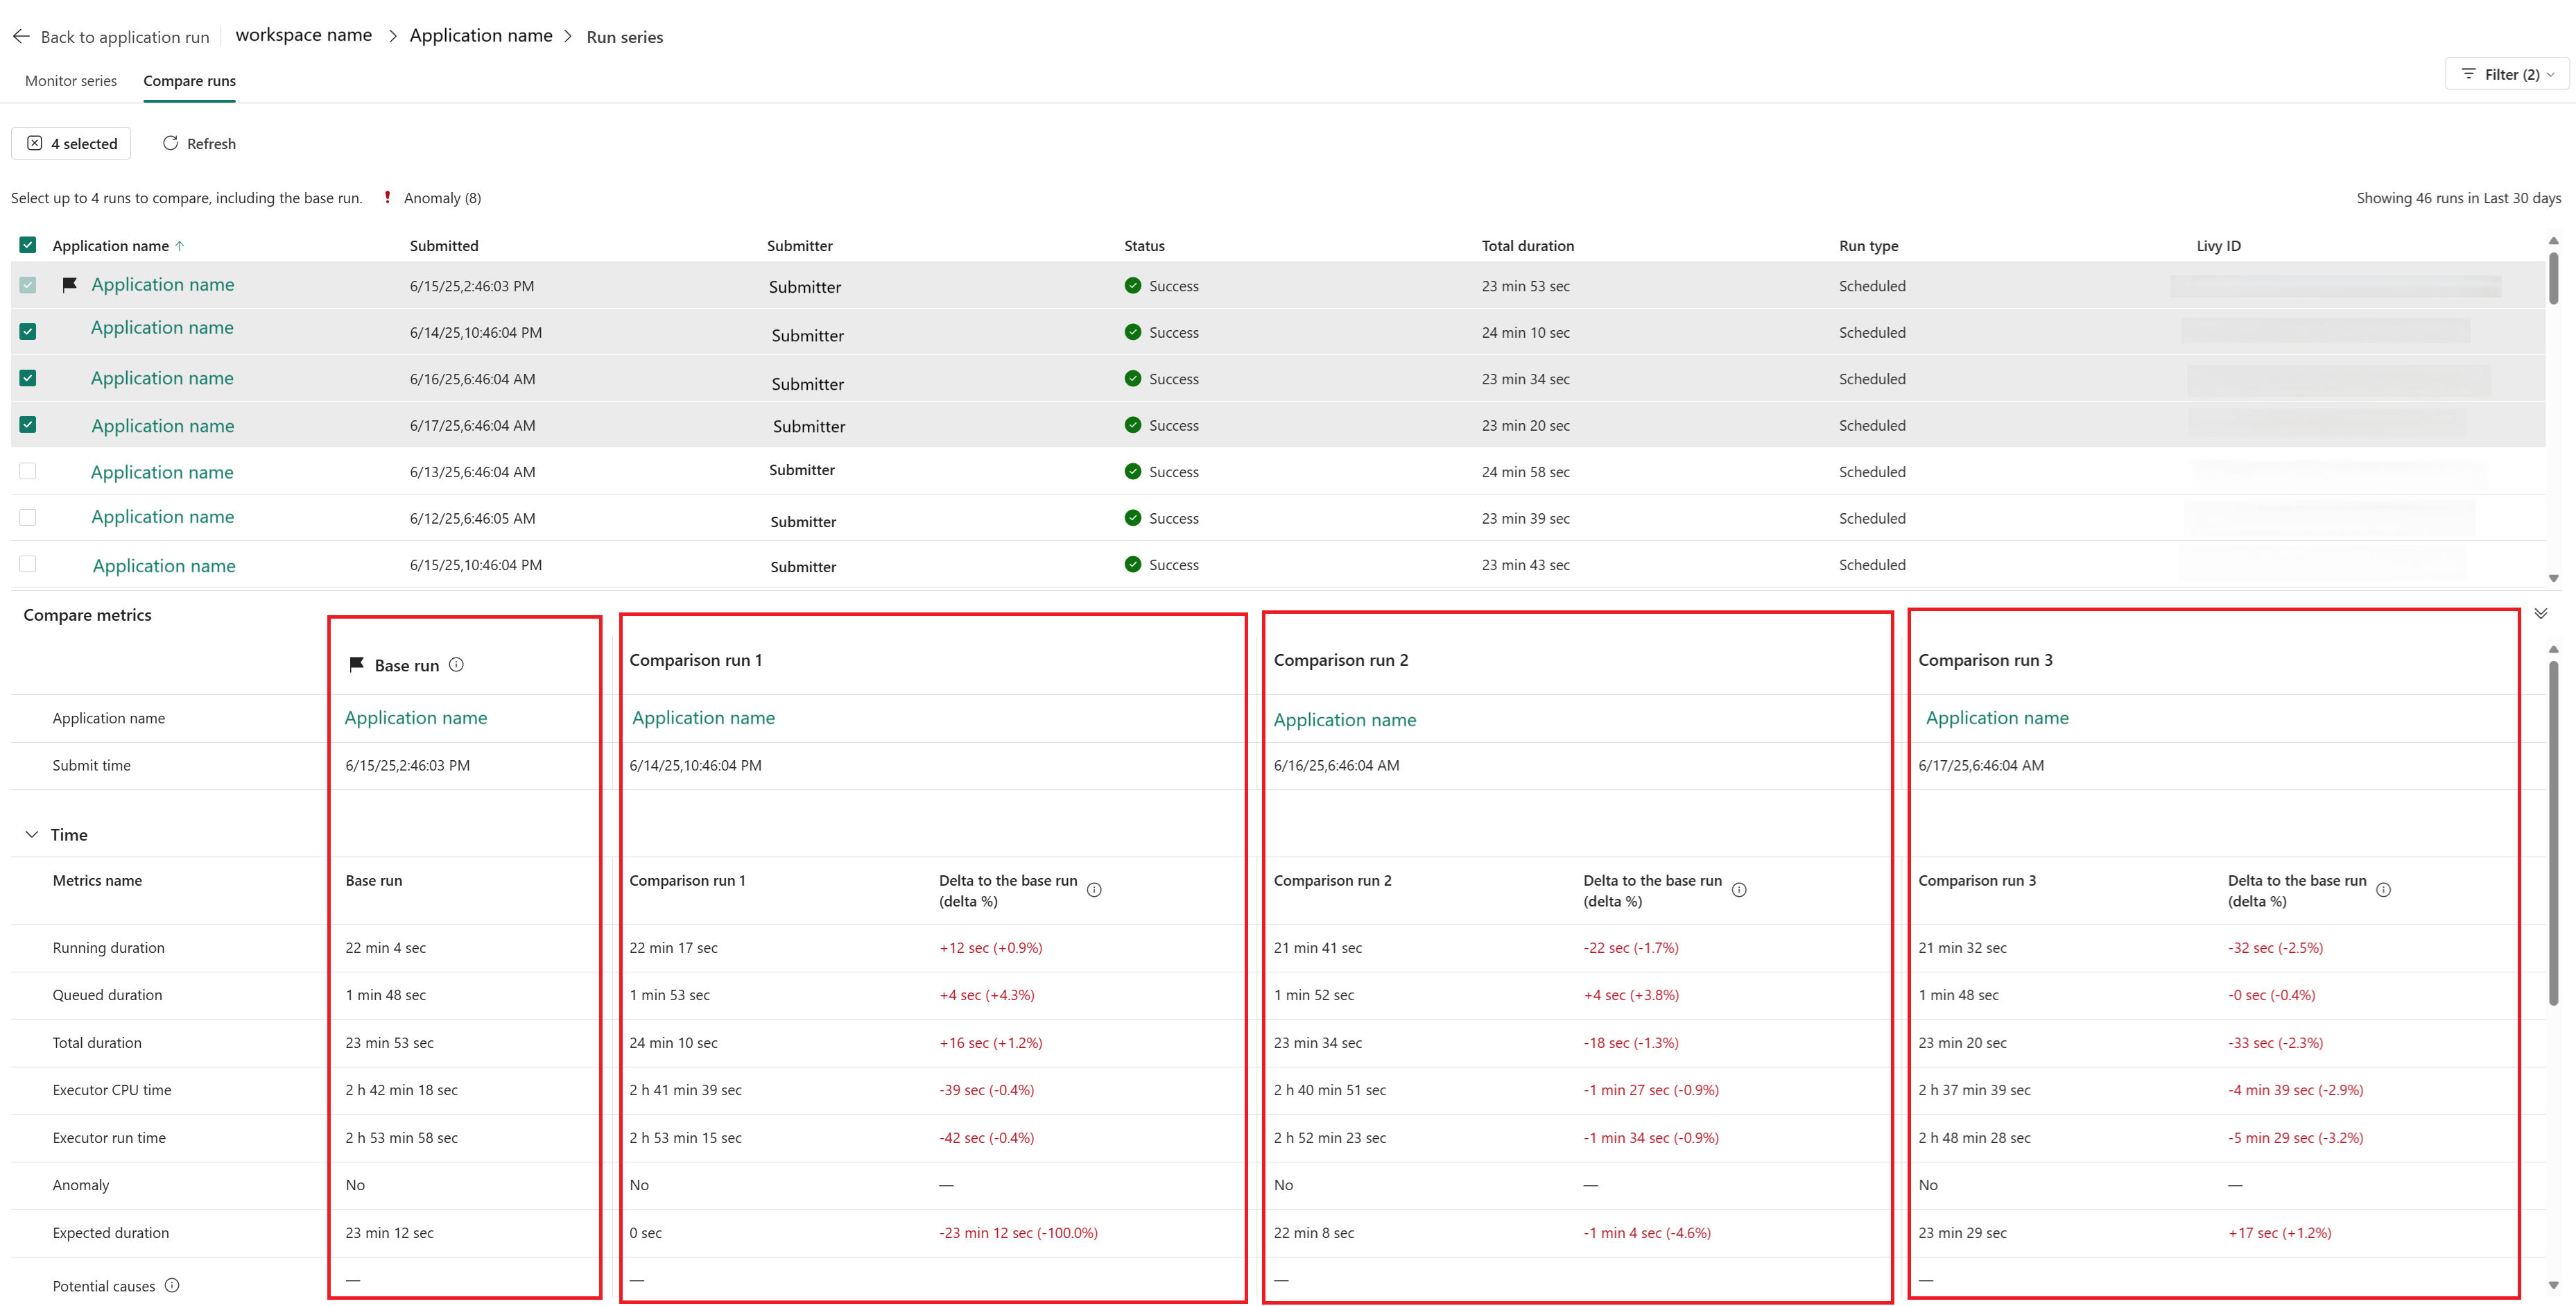 Back to application run workspace name > Application name > Run series
Monitor series Compare runs Filter (2)
4 selected Refresh
Select up to 4 runs to compare, including the base run. Anomaly (8) Showing 46 runs in Last 30 days
Application name ↑ Submitted Submitter Status Total duration Run type Livy ID
Application name 6/15/25,2:46:03 PM Submitter Success 23 min 53 sec Scheduled
Application name 6/14/25,10:46:04 PM Submitter Success 24 min 10 sec Scheduled
Application name 6/16/25,6:46:04 AM Submitter Success 23 min 34 sec Scheduled
Application name 6/17/25,6:46:04 AM Submitter Success 23 min 20 sec Scheduled
Application name 6/13/25,6:46:04 AM Submitter Success 24 min 58 sec Scheduled
Application name 6/12/25,6:46:05 AM Submitter Success 23 min 39 sec Scheduled
Application name 6/15/25,10:46:04 PM Submitter Success 23 min 43 sec Scheduled
Compare metrics
Base run Comparison run 1 Comparison run 2 Comparison run 3
Application name Application name Application name Application name Application name
Submit time 6/15/25,2:46:03 PM 6/14/25,10:46:04 PM 6/16/25,6:46:04 AM 6/17/25,6:46:04 AM
Time
Metrics name Base run Comparison run 1 Delta to the base run Comparison run 2 Delta to the base run Comparison run 3 Delta to the base run
(delta %) (delta %) (delta %)
Running duration 22 min 4 sec 22 min 17 sec +12 sec (+0.9%) 21 min 41 sec -22 sec (-1.7%) 21 min 32 sec -32 sec (-2.5%)
Queued duration 1 min 48 sec 1 min 53 sec +4 sec (+4.3%) 1 min 52 sec +4 sec (+3.8%) 1 min 48 sec -0 sec (-0.4%)
Total duration 23 min 53 sec 24 min 10 sec +16 sec (+1.2%) 23 min 34 sec -18 sec (-1.3%) 23 min 20 sec -33 sec (-2.3%)
Executor CPU time 2 h 42 min 18 sec 2 h 41 min 39 sec -39 sec (-0.4%) 2 h 40 min 51 sec -1 min 27 sec (-0.9%) 2 h 37 min 39 sec -4 min 39 sec (-2.9%)
Executor run time 2 h 53 min 58 sec 2 h 53 min 15 sec -42 sec (-0.4%) 2 h 52 min 23 sec -1 min 34 sec (-0.9%) 2 h 48 min 28 sec -5 min 29 sec (-3.2%)
Anomaly No No — No — No —
Expected duration 23 min 12 sec 0 sec -23 min 12 sec (-100.0%) 22 min 8 sec -1 min 4 sec (-4.6%) 23 min 29 sec +17 sec (+1.2%)
Potential causes — — — —